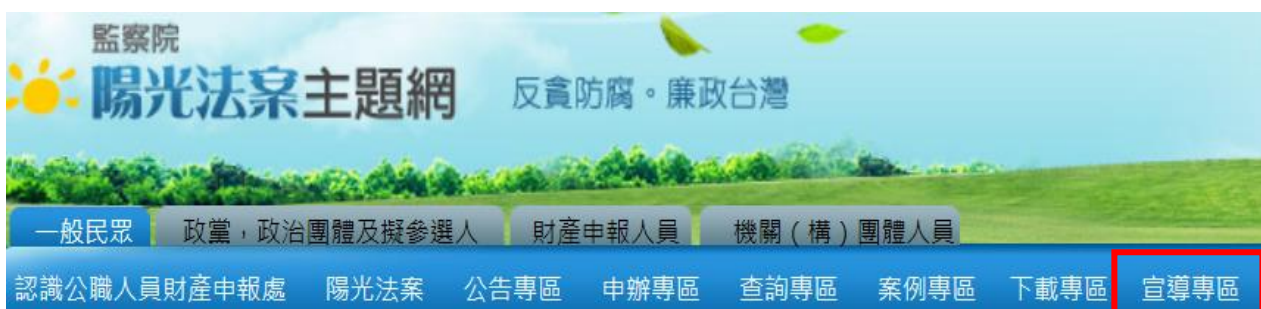 監察院
陽光法案主題網
反貪防腐。廉政台灣
一般民眾 政黨，政治團體及擬參選人 財產申報人員 機關（構）團體人員
認識公職人員財產申報處 陽光法案 公告專區 申辦專區 查詢專區 案例專區 下載專區 宣導專區